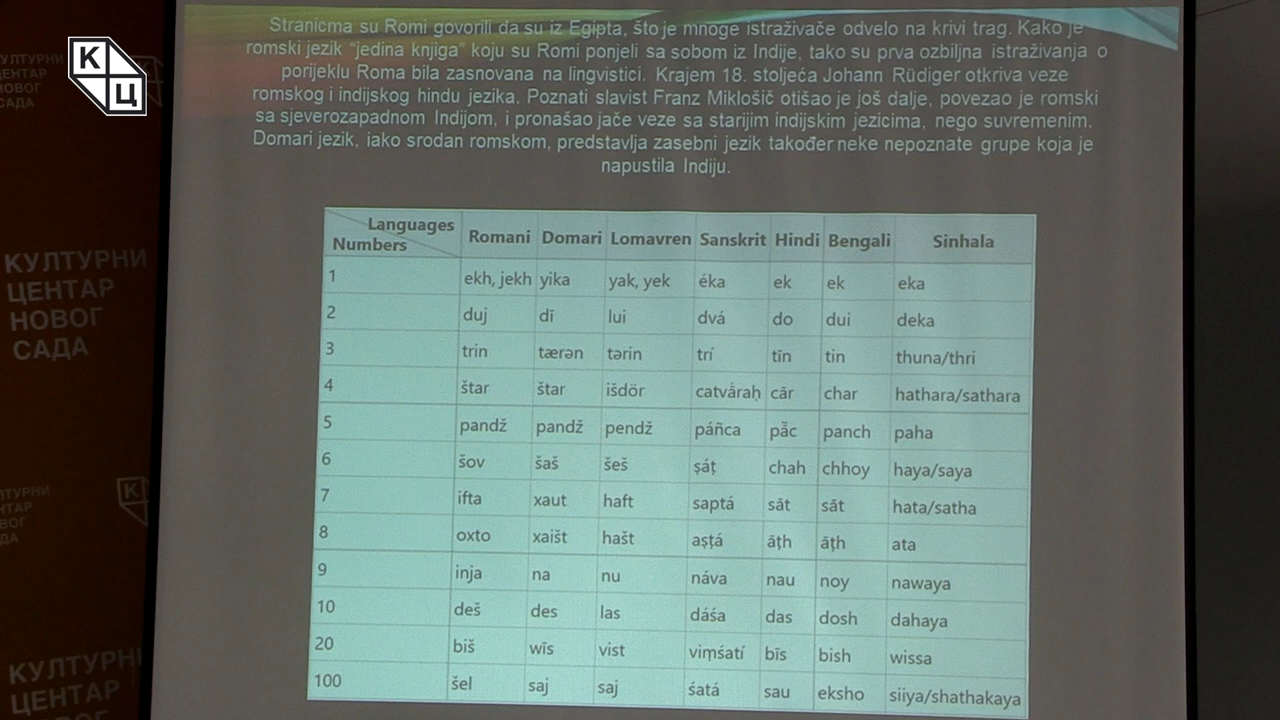 К
Ц
КУЛТУРНИ
ЦЕНТАР
НОВОГ
САДА
Stranicma su Romi govorili da su iz Egipta, što je mnoge istraživače odvelo na krivi trag. Kako je
romski jezik "jedina knjiga" koju su Romi ponjeli sa sobom iz Indije, tako su prva ozbiljna istraživanja o
porijeklu Roma bila zasnovana na lingvistici. Krajem 18. stoljeća Johann Rüdiger otkriva veze
romskog i indijskog hindu jezika. Poznati slavist Franz Miklošič otišao je još dalje, povezao je romski
sa sjeverozapadnom Indijom, i pronašao jače veze sa starijim indijskim jezicima, nego suvremenim.
Domari jezik, iako srodan romskom, predstavlja zasebni jezik također neke nepoznate grupe koja je
napustila Indiju.
Languages Numbers Romani Domari Lomavren Sanskrit Hindi Bengali Sinhala
1 ekh, jekh yika yak, yek éka ek ek eka
2 duj dī lui dvá do dui deka
3 trin tærən tərin trí tīn tin thuna/thri
4 štar štar išdör catvā́raḥ cār char hathara/sathara
5 pandž pandž pendž páñca pā̃c panch paha
6 šov šaš šeš ṣáṭ chah chhoy haya/saya
7 ifta xaut haft saptá sāt sāt hata/satha
8 oxto xaišt hašt aṣṭá āṭh āṭh ata
9 inja na nu náva nau noy nawaya
10 deš des las dáśa das dosh dahaya
20 biš wīs vist viṃśatí bīs bish wissa
100 šel saj saj śatá sau eksho siiya/shathakaya